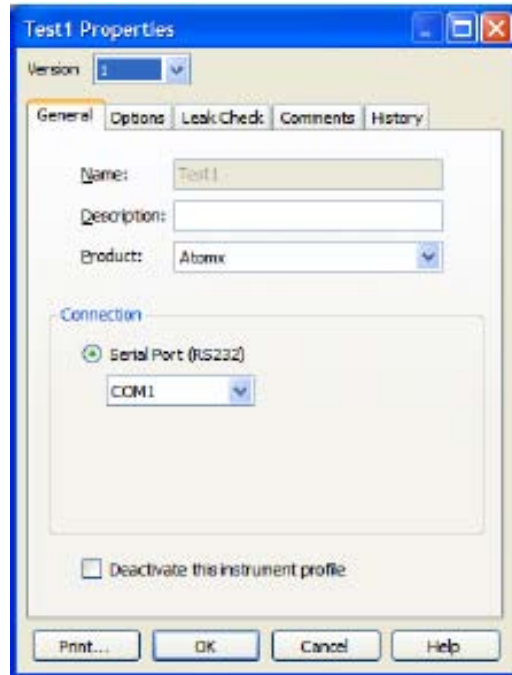 Test1 Properties
Version 1
General Options Leak Check Comments History
Name: Test1
Description:
Product: Atomx
Connection
Serial Port (RS232)
COM1
Deactivate this instrument profile
Print... OK Cancel Help